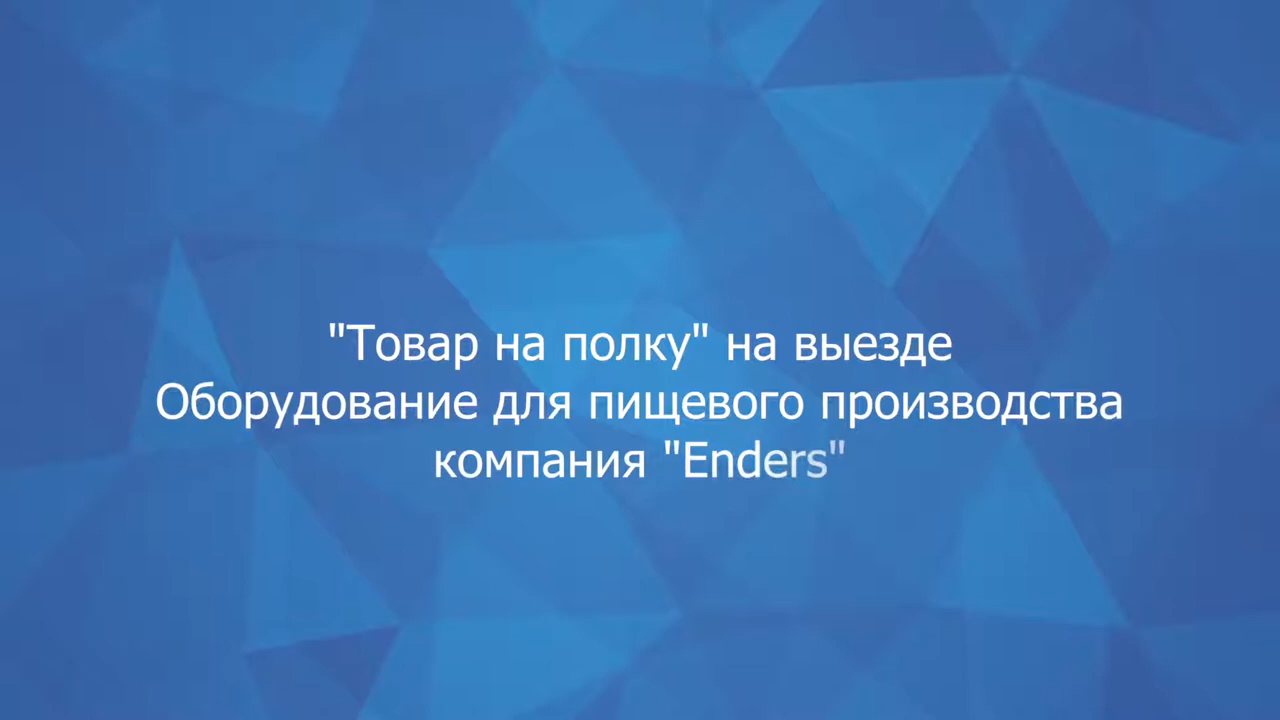 "Товар на полку" на выезде
Оборудование для пищевого производства
компания "Enders"